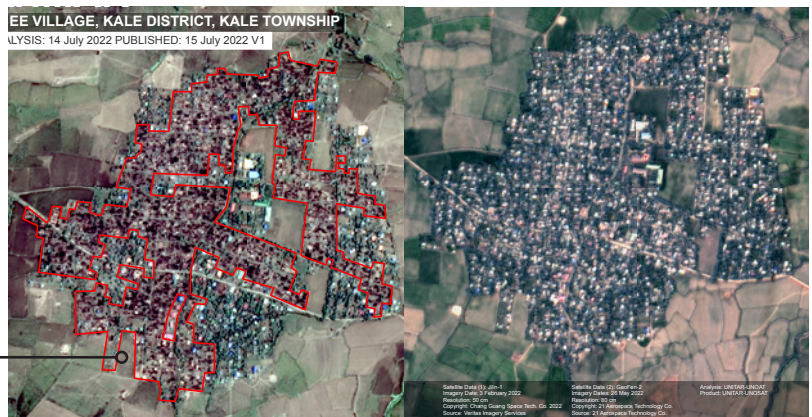 EE VILLAGE, KALE DISTRICT, KALE TOWNSHIP
ALYSIS: 14 July 2022 PUBLISHED: 15 July 2022 V1
Satellite Data (1): Jilin-1
Imagery Date: 3 February 2022
Resolution: 50 cm
Copyright: Chang Guang Space Tech. Co. 2022
Source: Veritas Imagery Services
Satellite Data (2): GaoFen-2
Imagery Dates: 26 May 2022
Resolution: 80 cm
Copyright: 21 Aerospace Technology Co.
Source: 21 Aerospace Technology Co.
Analysis: UNITAR-UNOAT
Product: UNITAR-UNOSAT